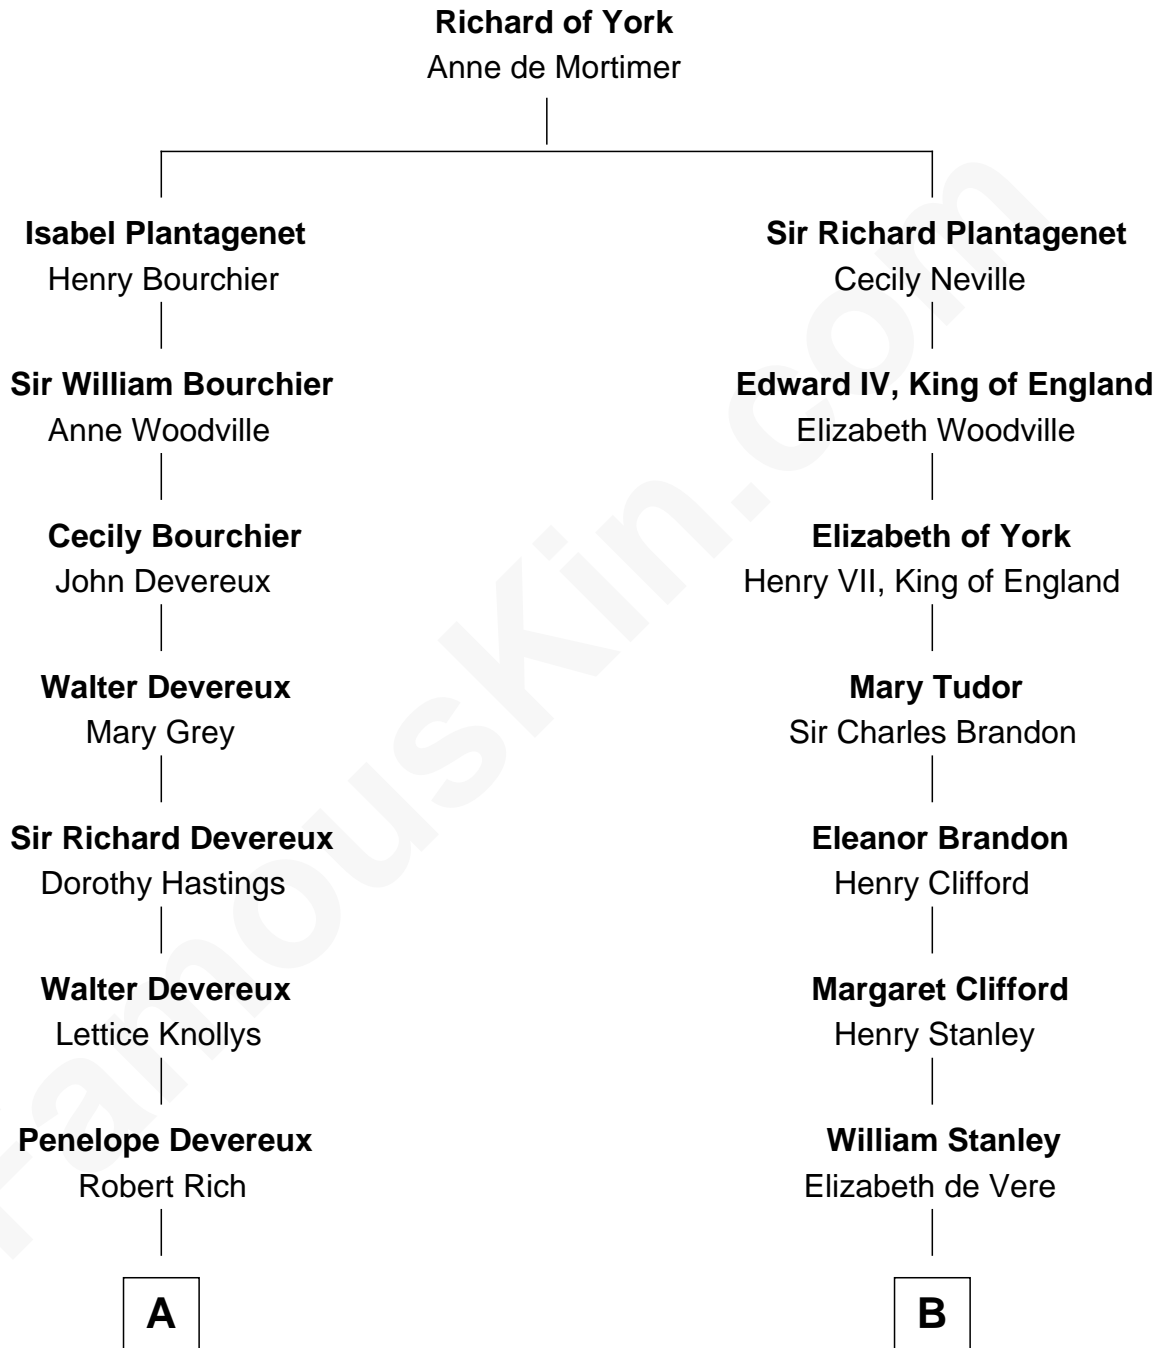 Richard of York
Anne de Mortimer
Isabel Plantagenet
Henry Bourchier
Sir William Bourchier
Anne Woodville
Cecily Bourchier
John Devereux
Walter Devereux
Mary Grey
Sir Richard Devereux
Dorothy Hastings
Walter Devereux
Lettice Knollys
Penelope Devereux
Robert Rich
A
Sir Richard Plantagenet
Cecily Neville
Edward IV, King of England
Elizabeth Woodville
Elizabeth of York
Henry VII, King of England
Mary Tudor
Sir Charles Brandon
Eleanor Brandon
Henry Clifford
Margaret Clifford
Henry Stanley
William Stanley
Elizabeth de Vere
B
FamousKin.com